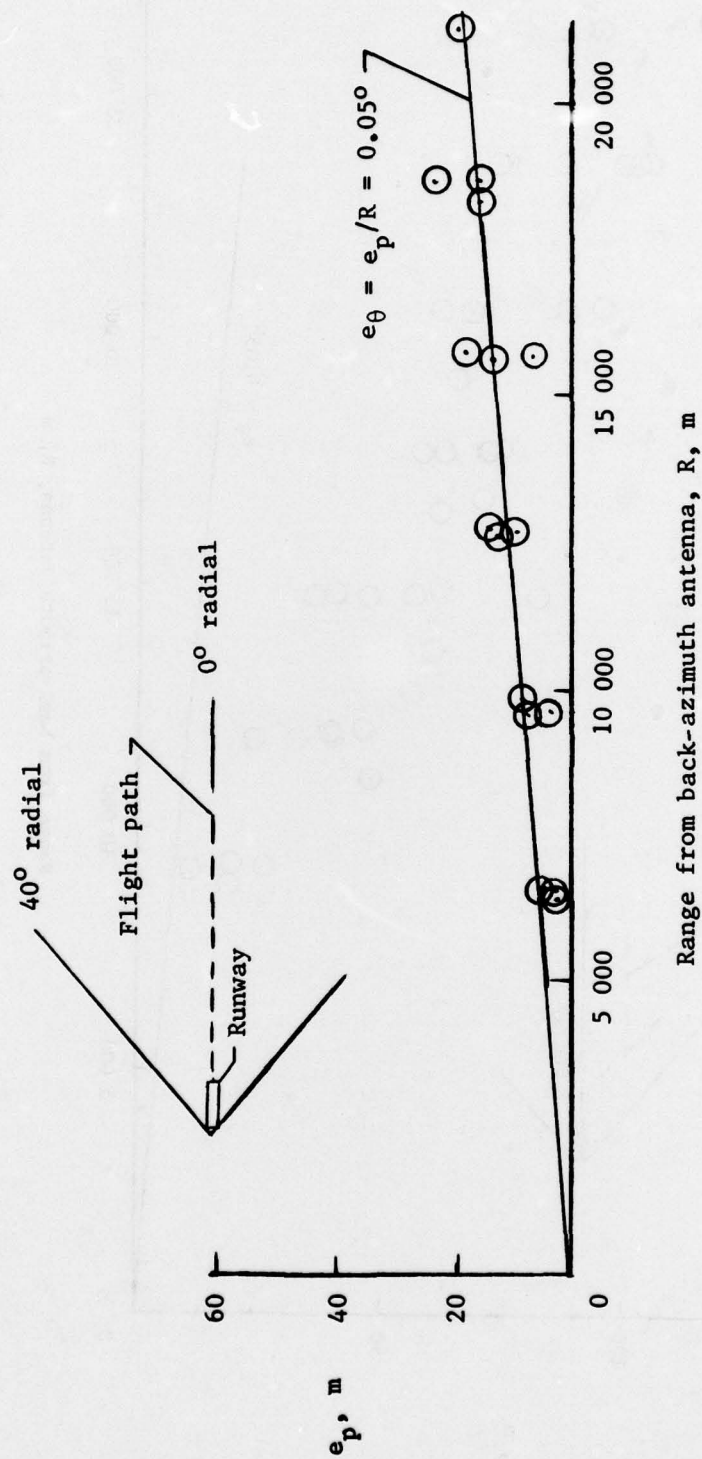 40° radial
Flight path
0° radial
Runway
e_θ = e_p/R = 0.05°
e_p, m
60
40
20
0
5 000
10 000
15 000
20 000
Range from back-azimuth antenna, R, m